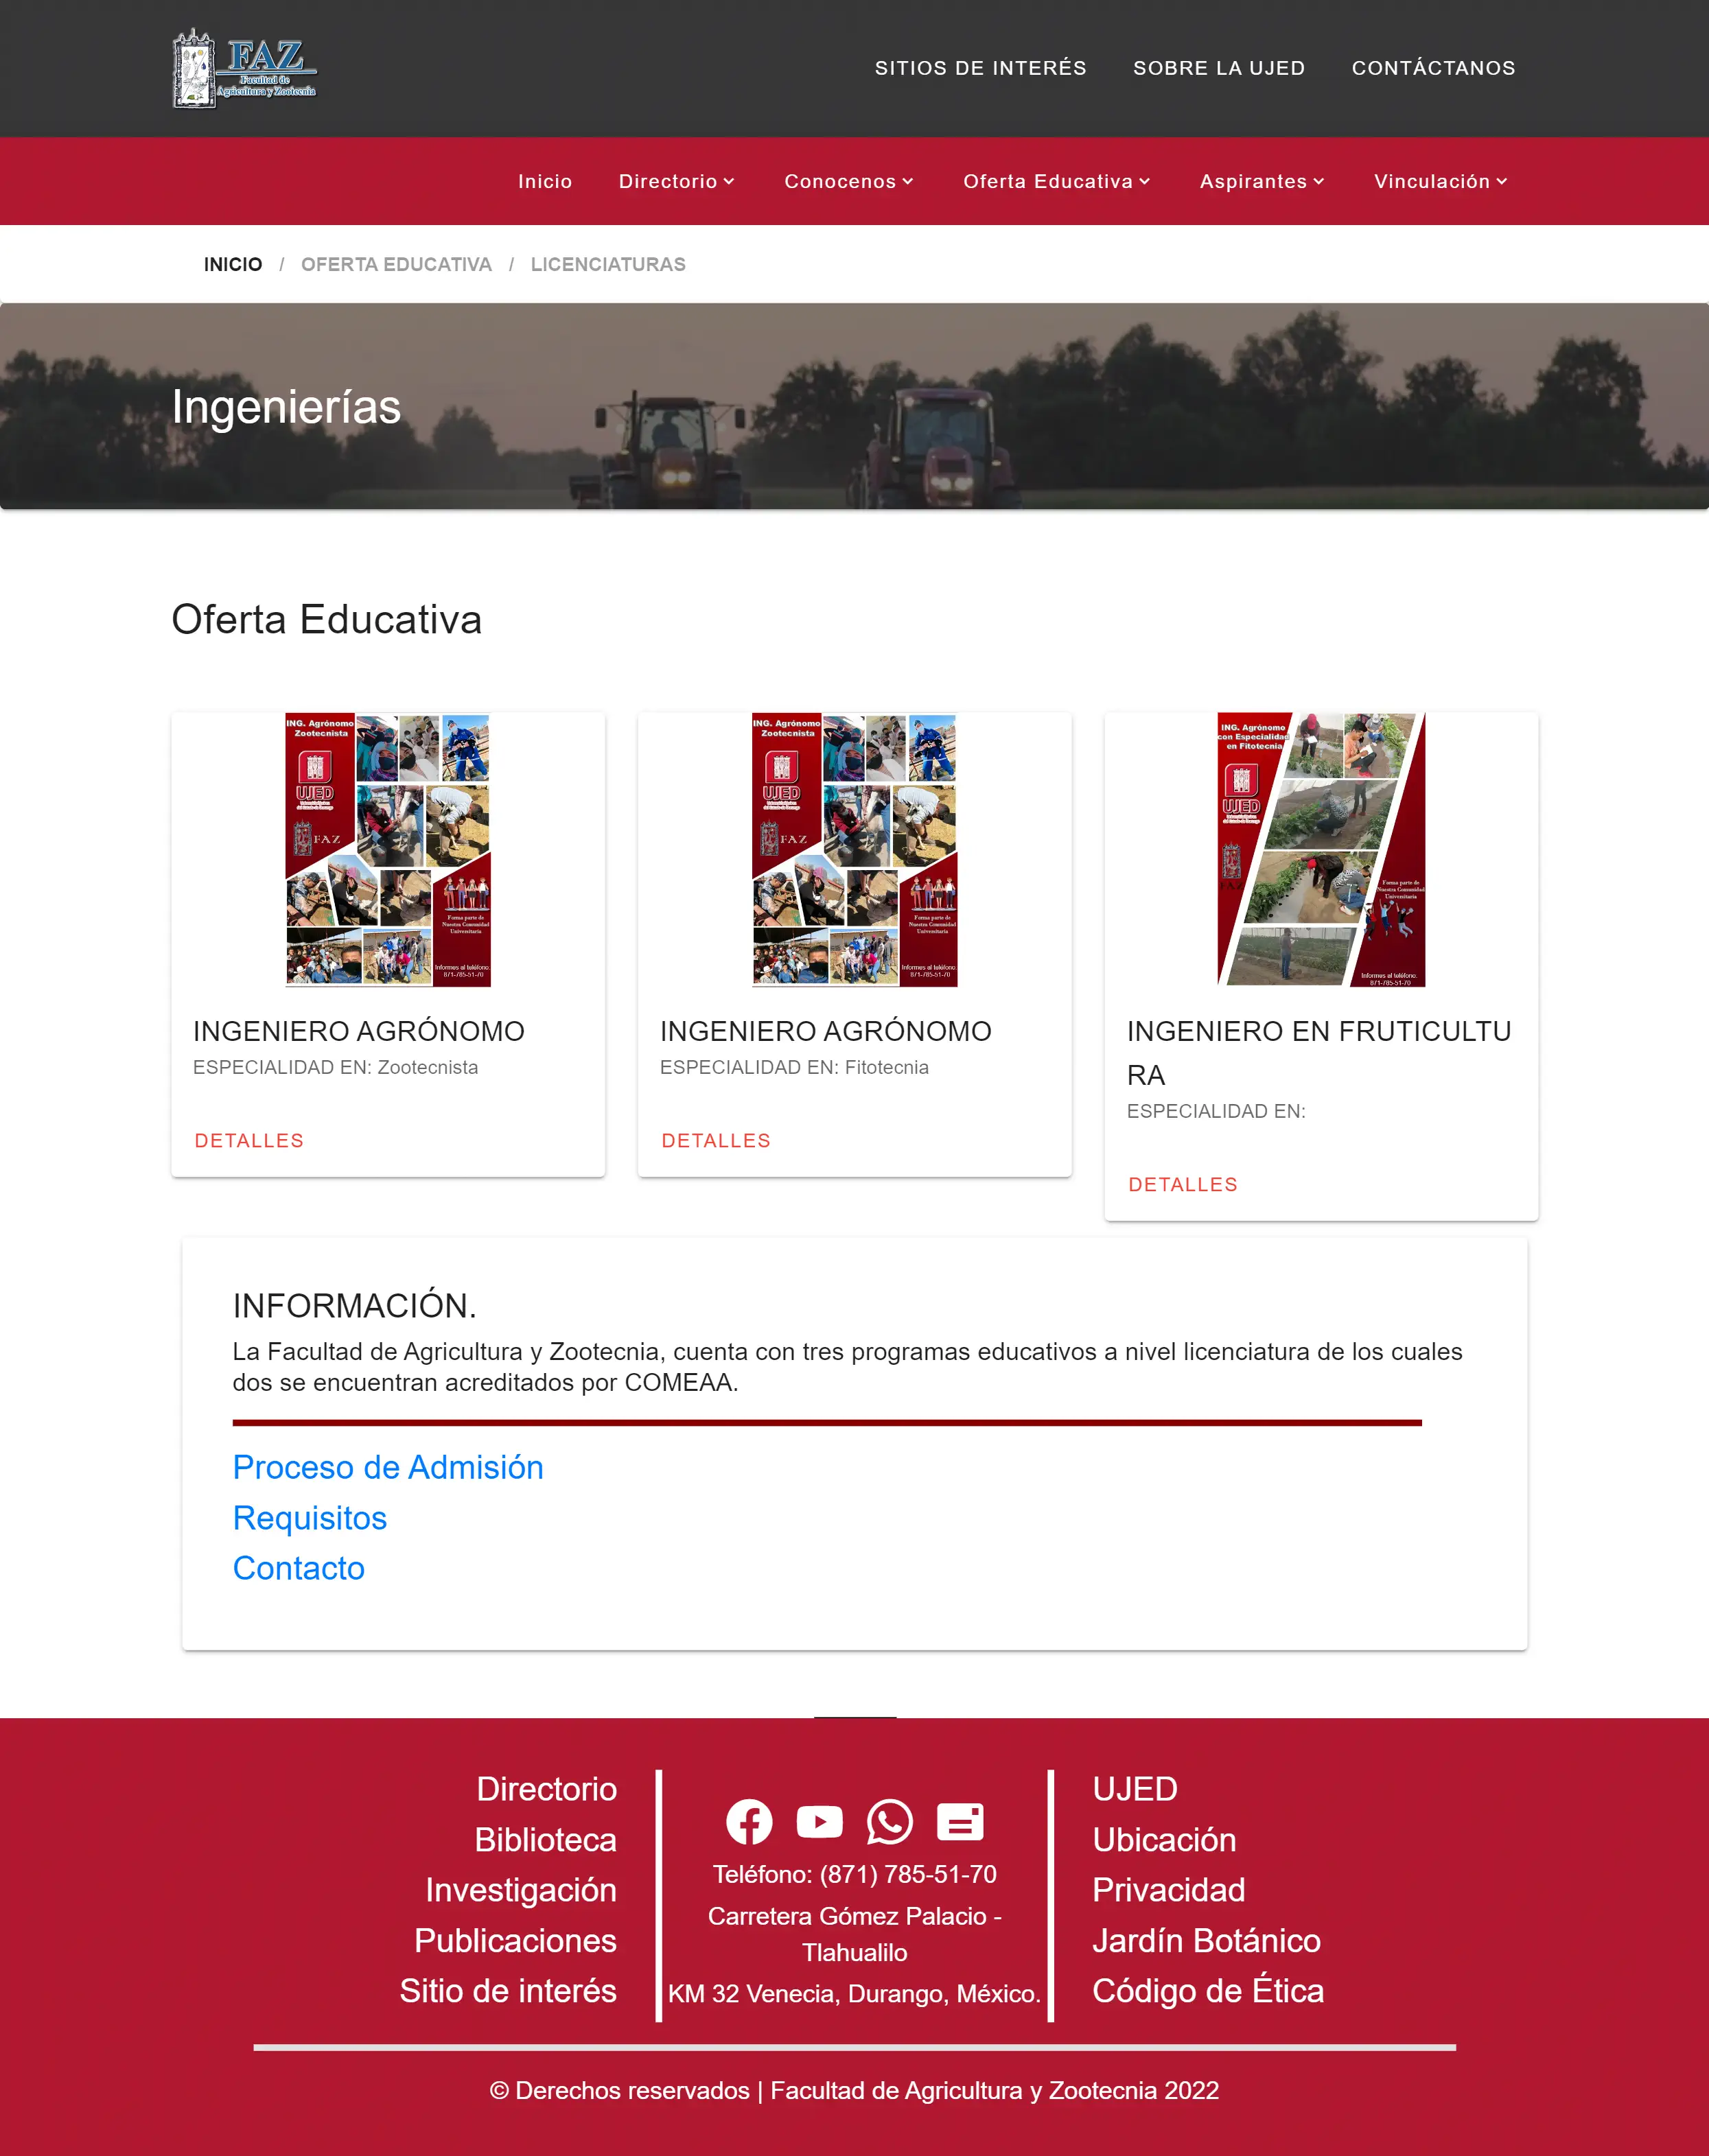 FAZ
Facultad de
Agricultura y Zootecnia
SITIOS DE INTERÉS
SOBRE LA UJED
CONTÁCTANOS
Inicio
Directorio
Conocenos
Oferta Educativa
Aspirantes
Vinculación
INICIO / OFERTA EDUCATIVA / LICENCIATURAS
Ingenierías
Oferta Educativa
ING. Agrónomo
Zootecnista
UJED
FAZ
Forma parte de
Nuestra Comunidad
Universitaria
Informes al teléfono.
871-785-51-70
INGENIERO AGRÓNOMO
ESPECIALIDAD EN: Zootecnista
DETALLES
ING. Agrónomo
Zootecnista
UJED
FAZ
Forma parte de
Nuestra Comunidad
Universitaria
Informes al teléfono.
871-785-51-70
INGENIERO AGRÓNOMO
ESPECIALIDAD EN: Fitotecnia
DETALLES
ING. Agrónomo
con Especialidad
en Fitotecnia
UJED
FAZ
Forma parte de
Nuestra Comunidad
Universitaria
Informes al teléfono.
871-785-51-70
INGENIERO EN FRUTICULTU
RA
ESPECIALIDAD EN:
DETALLES
INFORMACIÓN.
La Facultad de Agricultura y Zootecnia, cuenta con tres programas educativos a nivel licenciatura de los cuales
dos se encuentran acreditados por COMEAA.
Proceso de Admisión
Requisitos
Contacto
Directorio
Biblioteca
Investigación
Publicaciones
Sitio de interés
Teléfono: (871) 785-51-70
Carretera Gómez Palacio -
Tlahualilo
KM 32 Venecia, Durango, México.
UJED
Ubicación
Privacidad
Jardín Botánico
Código de Ética
© Derechos reservados | Facultad de Agricultura y Zootecnia 2022